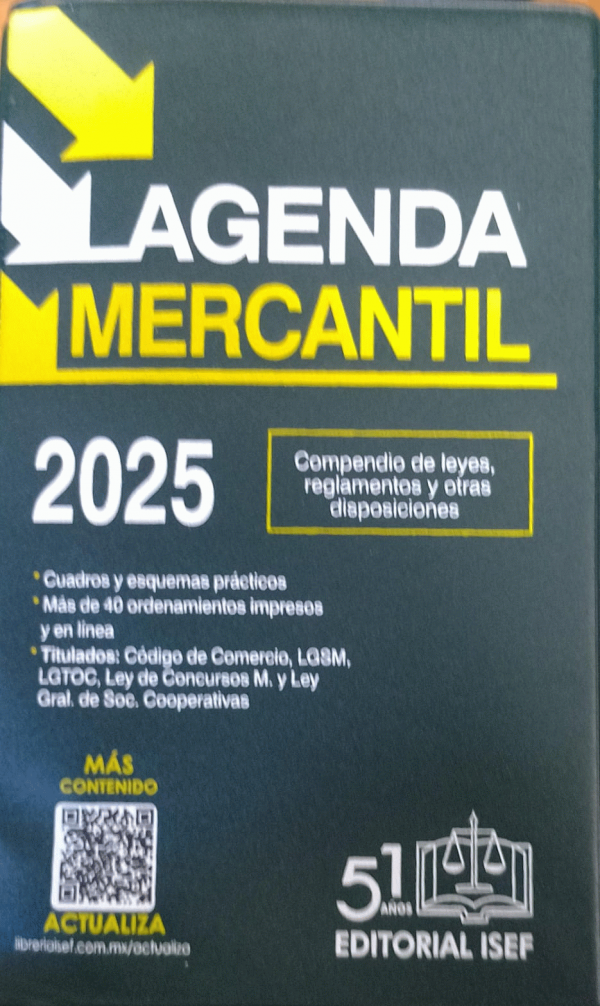 AGENDA
MERCANTIL
2025
Compendio de leyes,
reglamentos y otras
disposiciones
* Cuadros y esquemas prácticos
* Más de 40 ordenamientos impresos
y en línea
* Titulados: Código de Comercio, LGSM,
LGTOC, Ley de Concursos M. y Ley
Gral. de Soc. Cooperativas
MÁS
CONTENIDO
ACTUALIZA
libreriaisef.com.mx/actualiza
51
AÑOS
EDITORIAL ISEF